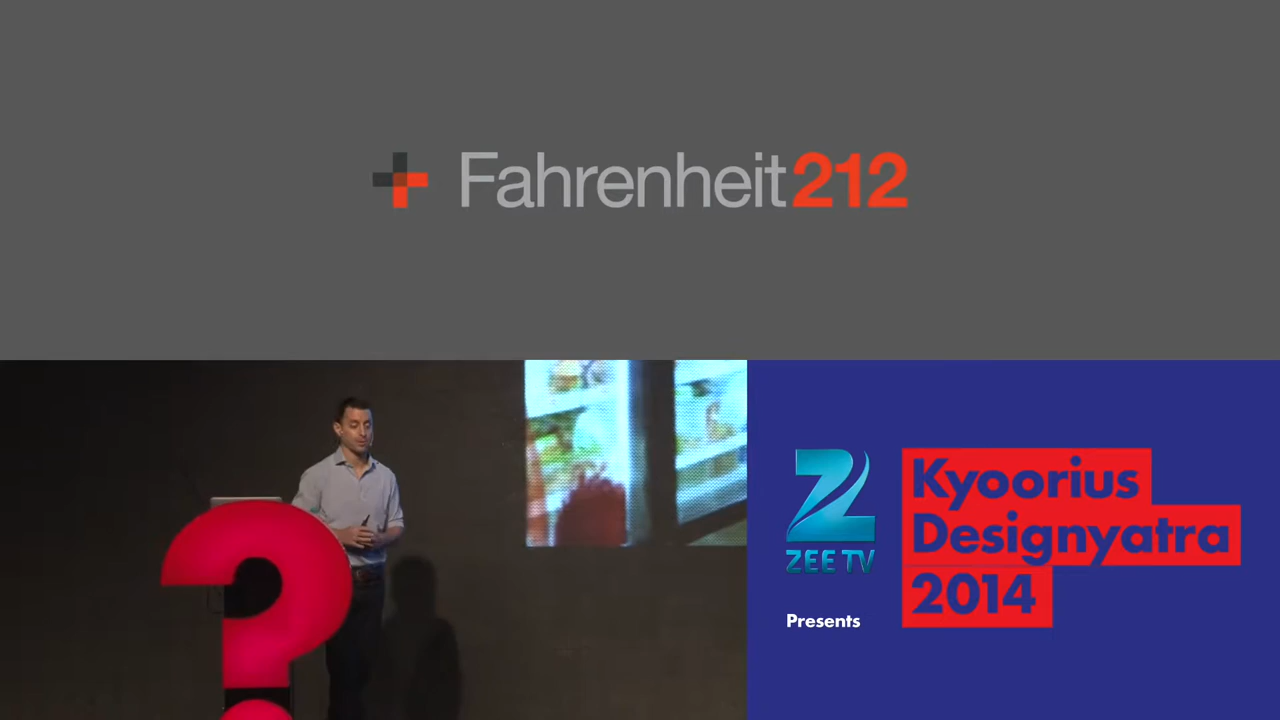 Fahrenheit212
ZEE TV
Presents
Kyoorius
Designyatra
2014